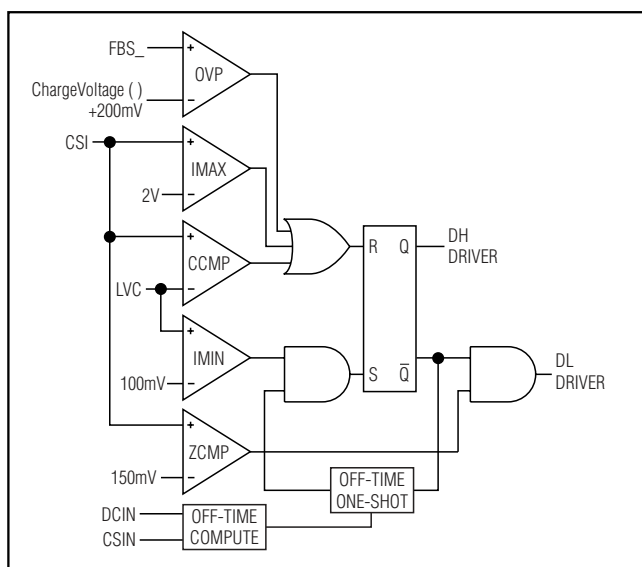 FBS_
+
OVP
ChargeVoltage ( )
+200mV
−
CSI
+
IMAX
2V
−
+
CCMP
LVC
−
+
IMIN
100mV
−
+
ZCMP
150mV
−
R Q
S Q̅
DH
DRIVER
DL
DRIVER
OFF-TIME
ONE-SHOT
DCIN
CSIN
OFF-TIME
COMPUTE